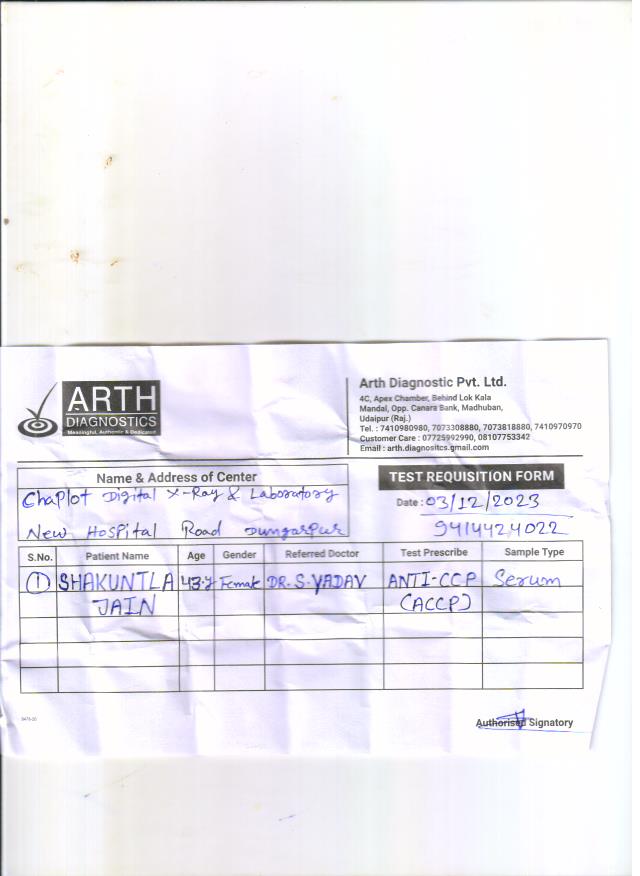 ARTH
DIAGNOSTICS
Meaningful, Authentic & Dedicated
Arth Diagnostic Pvt. Ltd.
4C, Apex Chamber, Behind Lok Kala
Mandal, Opp. Canara Bank, Madhuban,
Udaipur (Raj.)
Tel. : 7410980980, 7073308880, 7073818880, 7410970970
Customer Care : 07725992990, 08107753342
Email : arth.diagnositcs.gmail.com
Name & Address of Center
Chaplot Digital X-Ray & Laboratory
New Hospital Road Dungarpur
TEST REQUISITION FORM
Date : 03/12/2023
9414424022
S.No. Patient Name Age Gender Referred Doctor Test Prescribe Sample Type
1 SHAKUNTLA 43.y Female DR. S. YADAV ANTI-CCP Serum
JAIN (ACCP)
Authorised Signatory